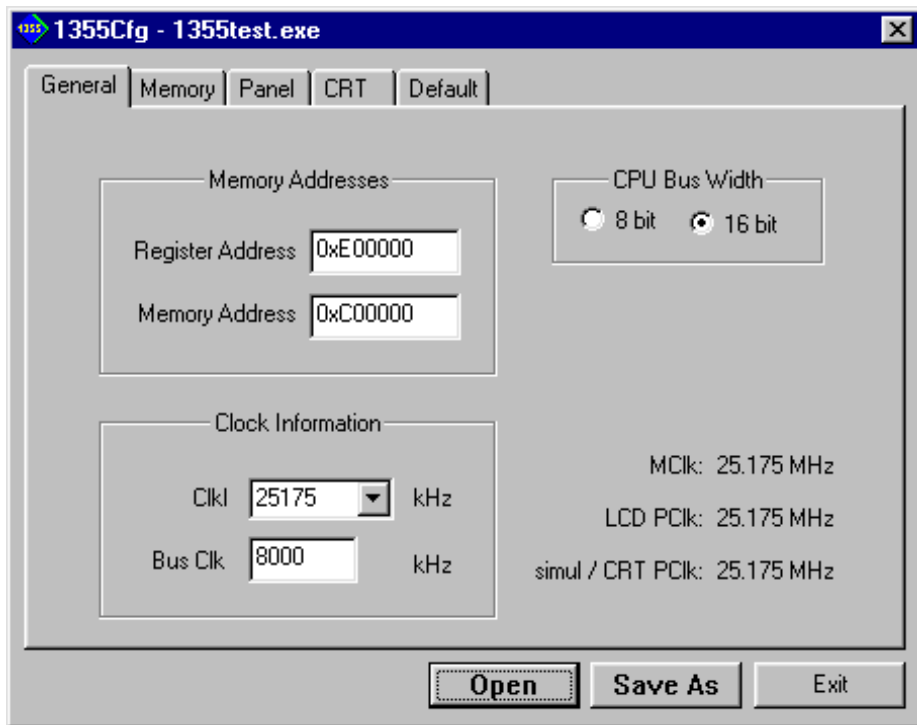 1355 1355Cfg - 1355test.exe
General Memory Panel CRT Default
Memory Addresses
Register Address 0xE00000
Memory Address 0xC00000
CPU Bus Width
8 bit 16 bit
Clock Information
ClkI 25175 kHz
Bus Clk 8000 kHz
MClk: 25.175 MHz
LCD PClk: 25.175 MHz
simul / CRT PClk: 25.175 MHz
Open Save As Exit